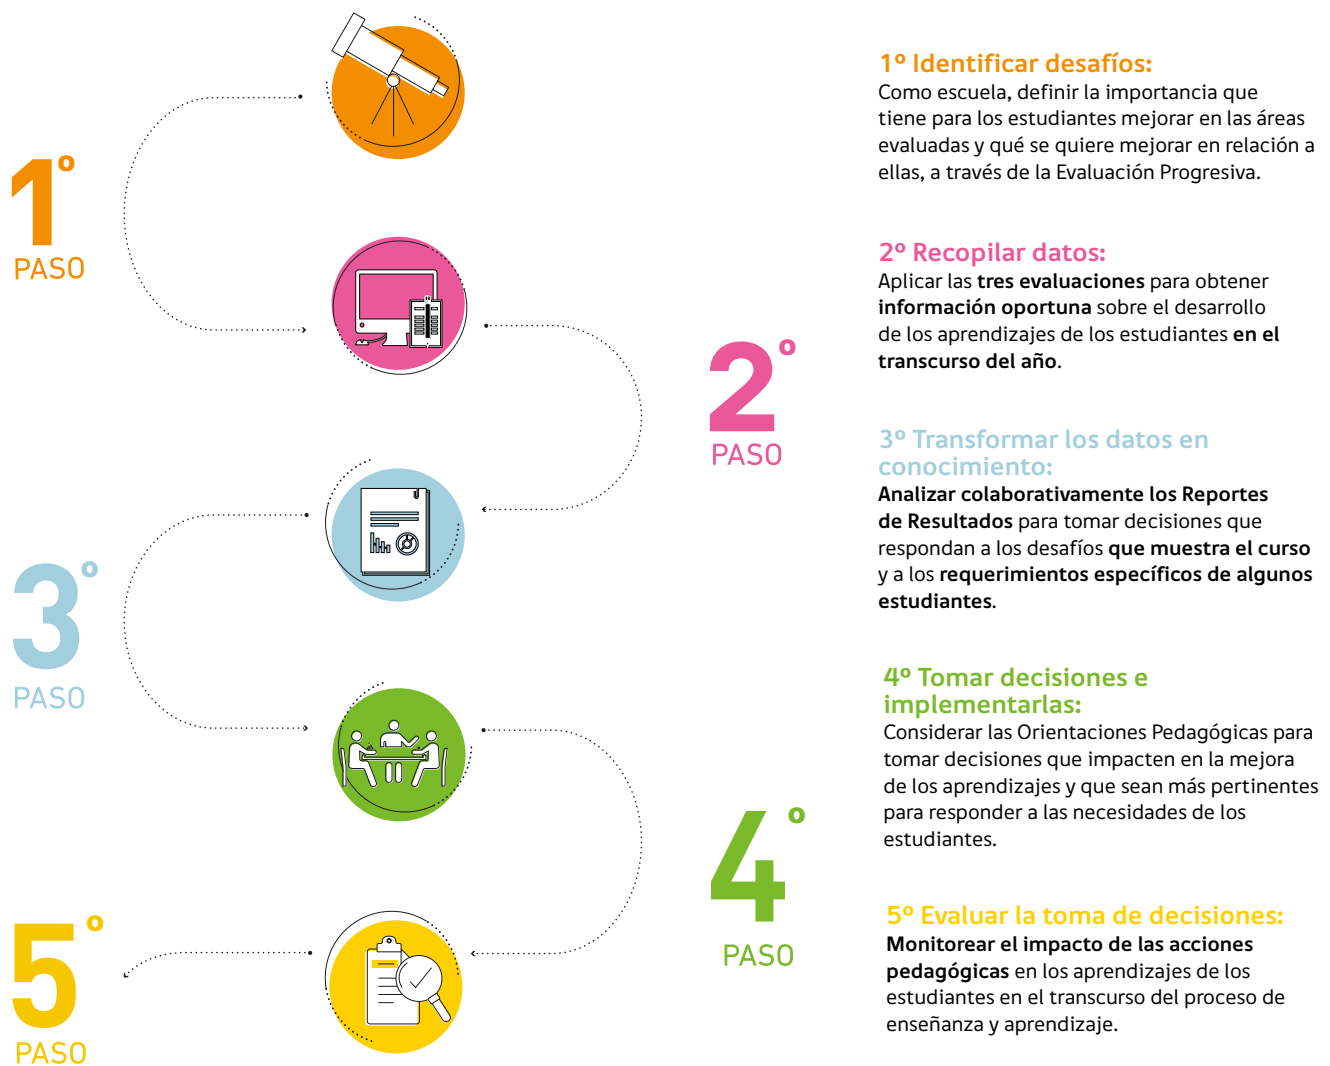 1º
PASO
2º
PASO
3º
PASO
4º
PASO
5º
PASO
1º Identificar desafíos:
Como escuela, definir la importancia que
tiene para los estudiantes mejorar en las áreas
evaluadas y qué se quiere mejorar en relación a
ellas, a través de la Evaluación Progresiva.
2º Recopilar datos:
Aplicar las tres evaluaciones para obtener
información oportuna sobre el desarrollo
de los aprendizajes de los estudiantes en el
transcurso del año.
3º Transformar los datos en
conocimiento:
Analizar colaborativamente los Reportes
de Resultados para tomar decisiones que
respondan a los desafíos que muestra el curso
y a los requerimientos específicos de algunos
estudiantes.
4º Tomar decisiones e
implementarlas:
Considerar las Orientaciones Pedagógicas para
tomar decisiones que impacten en la mejora
de los aprendizajes y que sean más pertinentes
para responder a las necesidades de los
estudiantes.
5º Evaluar la toma de decisiones:
Monitorear el impacto de las acciones
pedagógicas en los aprendizajes de los
estudiantes en el transcurso del proceso de
enseñanza y aprendizaje.